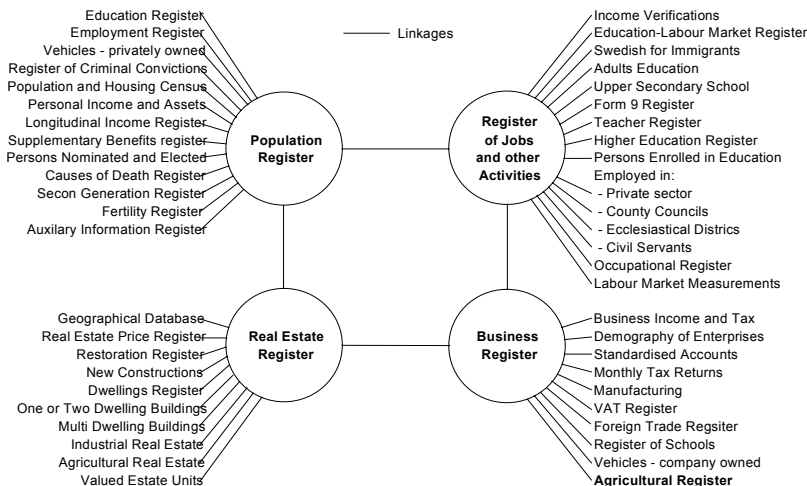 Education Register
Employment Register
Vehicles - privately owned
Register of Criminal Convictions
Population and Housing Census
Personal Income and Assets
Longitudinal Income Register
Supplementary Benefits register
Persons Nominated and Elected
Causes of Death Register
Secon Generation Register
Fertility Register
Auxilary Information Register
Population
Register
Linkages
Register
of Jobs
and other
Activities
Income Verifications
Education-Labour Market Register
Swedish for Immigrants
Adults Education
Upper Secondary School
Form 9 Register
Teacher Register
Higher Education Register
Persons Enrolled in Education
Employed in:
- Private sector
- County Councils
- Ecclesiastical Districs
- Civil Servants
Occupational Register
Labour Market Measurements
Geographical Database
Real Estate Price Register
Restoration Register
New Constructions
Dwellings Register
One or Two Dwelling Buildings
Multi Dwelling Buildings
Industrial Real Estate
Agricultural Real Estate
Valued Estate Units
Real Estate
Register
Business
Register
Business Income and Tax
Demography of Enterprises
Standardised Accounts
Monthly Tax Returns
Manufacturing
VAT Register
Foreign Trade Regsiter
Register of Schools
Vehicles - company owned
Agricultural Register